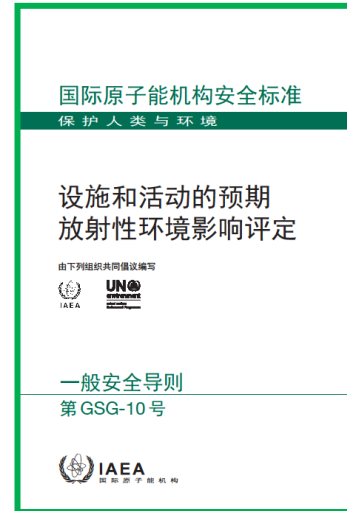 国际原子能机构安全标准
保护人类与环境
设施和活动的预期
放射性环境影响评定
由下列组织共同倡议编写
IAEA
UN
environment
一般安全导则
第 GSG-10 号
IAEA
国际原子能机构